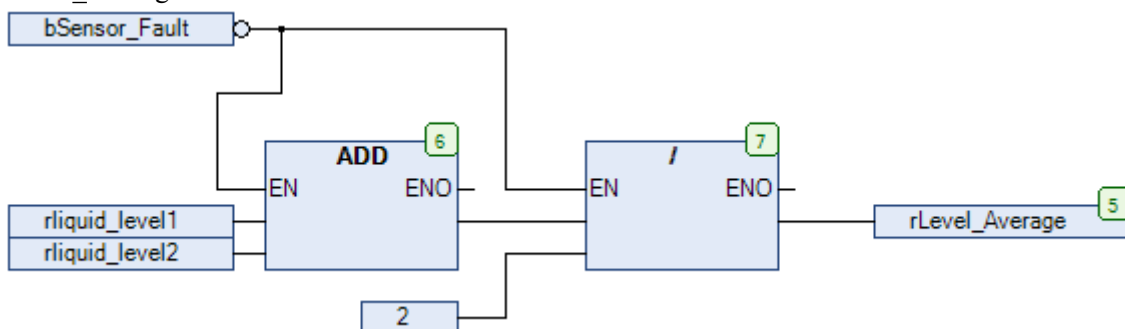 bSensor_Fault
ADD
6
/
7
EN
ENO
EN
ENO
5
rliquid_level1
rLevel_Average
rliquid_level2
2